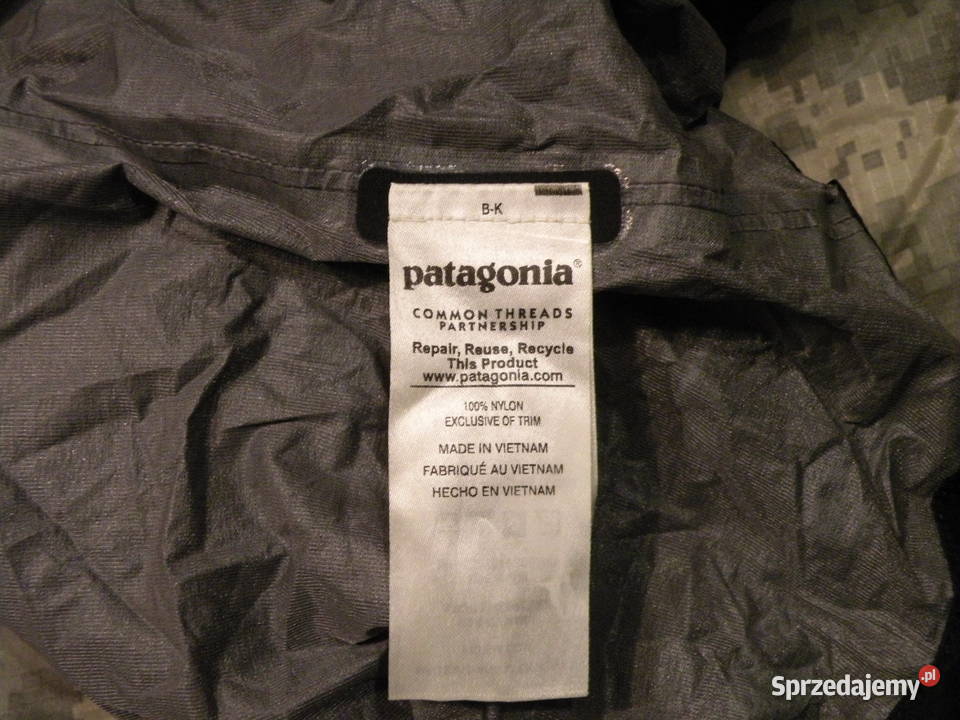 B-K
patagonia®
COMMON THREADS
PARTNERSHIP
Repair, Reuse, Recycle
This Product
www.patagonia.com
100% NYLON
EXCLUSIVE OF TRIM
MADE IN VIETNAM
FABRIQUÉ AU VIETNAM
HECHO EN VIETNAM
Sprzedajemy.pl